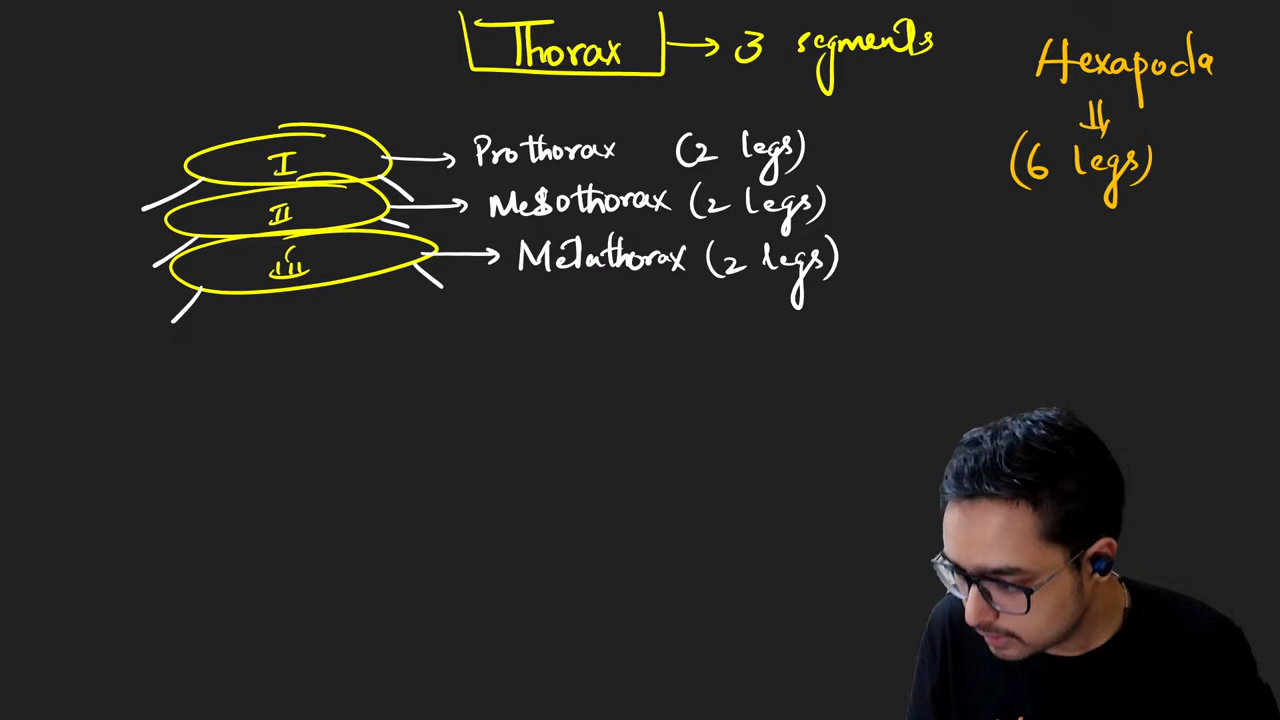 Thorax → 3 segments
Hexapoda
⇓
(6 legs)
I → Prothorax (2 legs)
II → Mesothorax (2 legs)
III → Metathorax (2 legs)